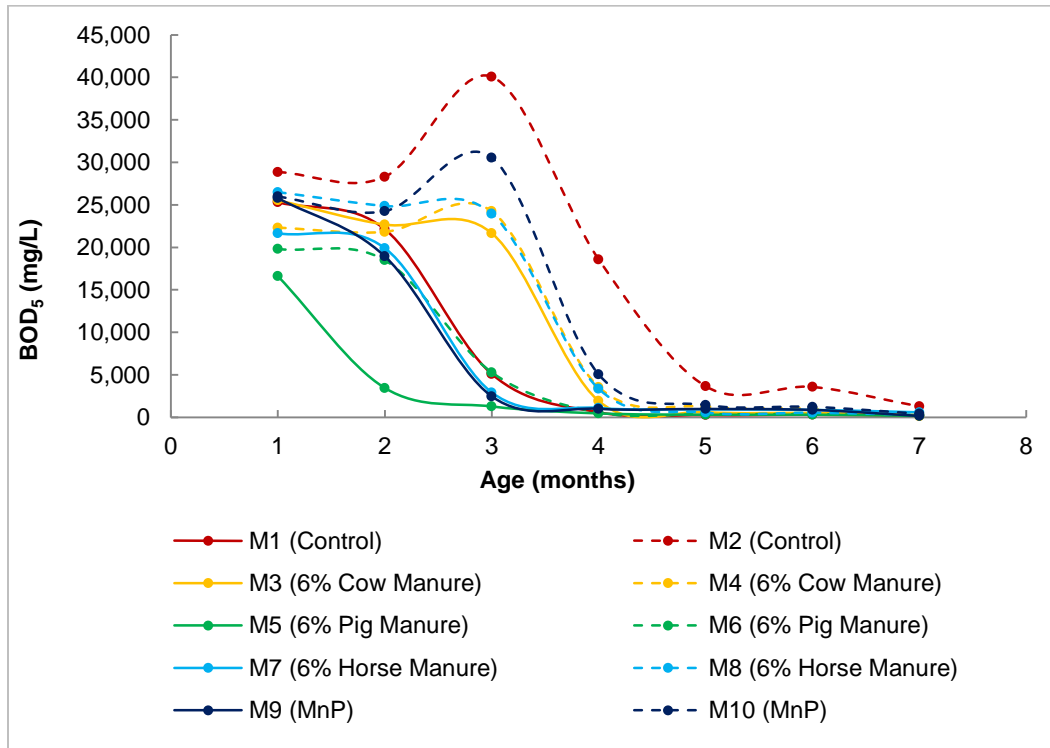 45,000
40,000
35,000
30,000
25,000
20,000
15,000
10,000
5,000
0
BOD5 (mg/L)
0 1 2 3 4 5 6 7 8
Age (months)
M1 (Control) M2 (Control)
M3 (6% Cow Manure) M4 (6% Cow Manure)
M5 (6% Pig Manure) M6 (6% Pig Manure)
M7 (6% Horse Manure) M8 (6% Horse Manure)
M9 (MnP) M10 (MnP)